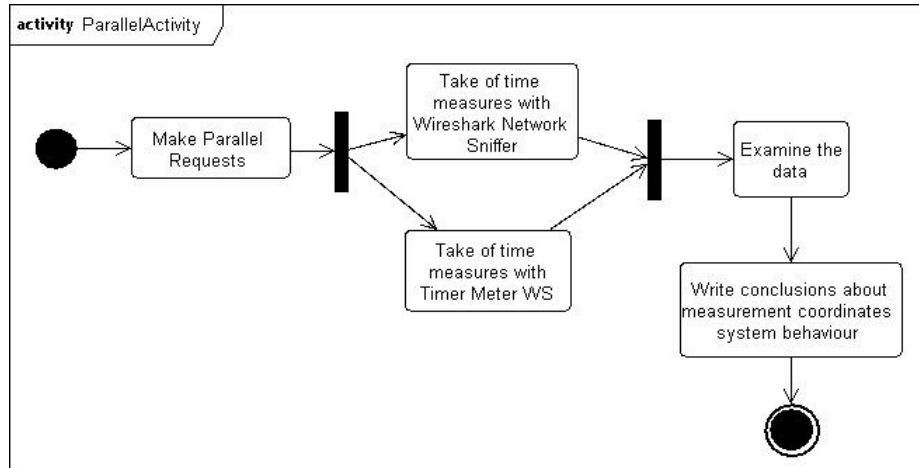 activity ParallelActivity
Make Parallel
Requests
Take of time
measures with
Wireshark Network
Sniffer
Take of time
measures with
Timer Meter WS
Examine the
data
Write conclusions about
measurement coordinates
system behaviour